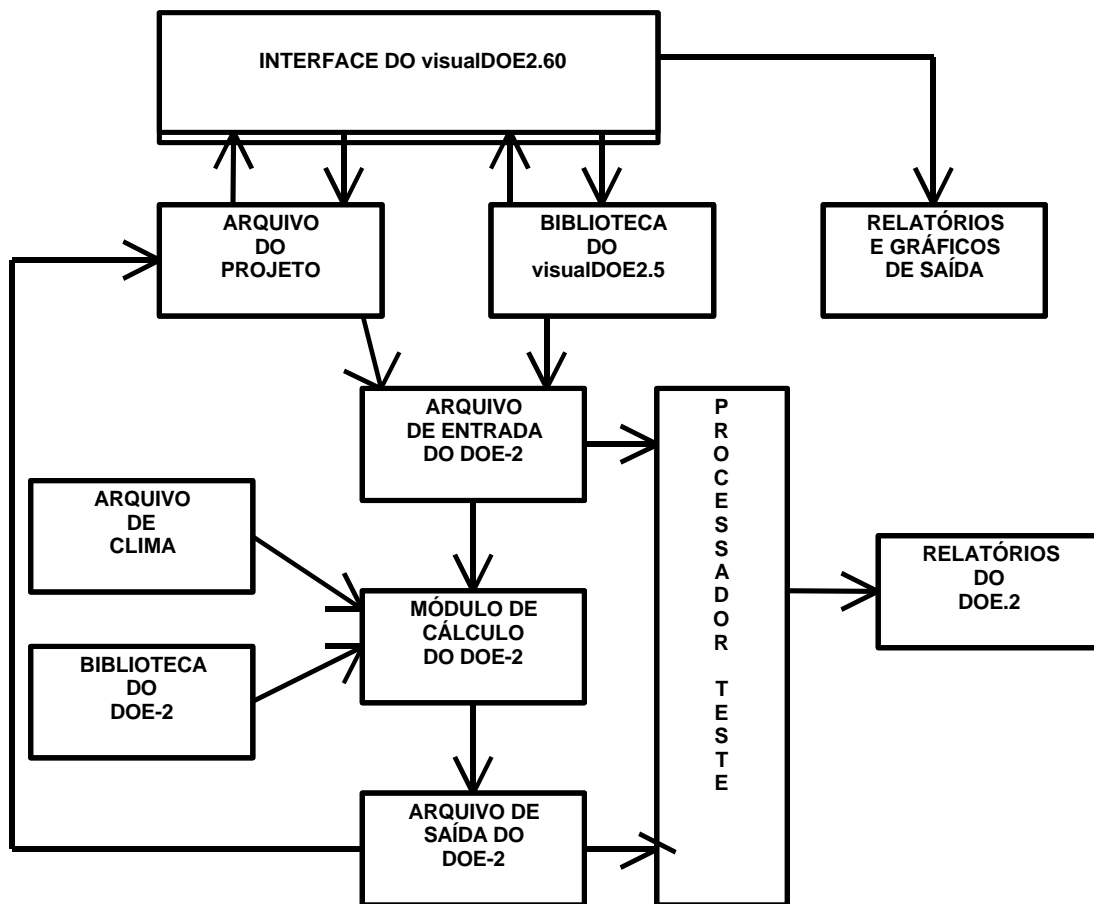 INTERFACE DO visualDOE2.60
ARQUIVO
DO
PROJETO
BIBLIOTECA
DO
visualDOE2.5
RELATÓRIOS
E GRÁFICOS
DE SAÍDA
ARQUIVO
DE ENTRADA
DO DOE-2
P
R
O
C
E
S
S
A
D
O
R
T
E
S
T
E
ARQUIVO
DE
CLIMA
RELATÓRIOS
DO
DOE.2
MÓDULO DE
CÁLCULO
DO DOE-2
BIBLIOTECA
DO
DOE-2
ARQUIVO DE
SAÍDA DO
DOE-2